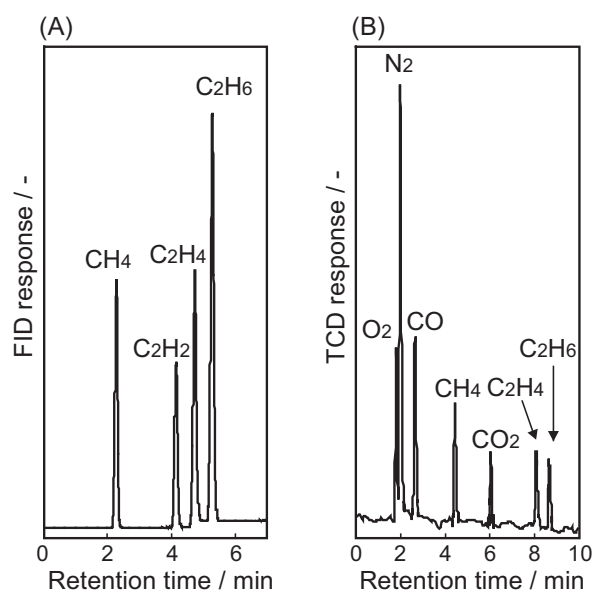 (A)
C2H6
CH4
C2H4
C2H2
FID response / -
0 2 4 6
Retention time / min
(B)
N2
O2
CO
C2H6
CH4
C2H4
CO2
TCD response / -
0 2 4 6 8 10
Retention time / min